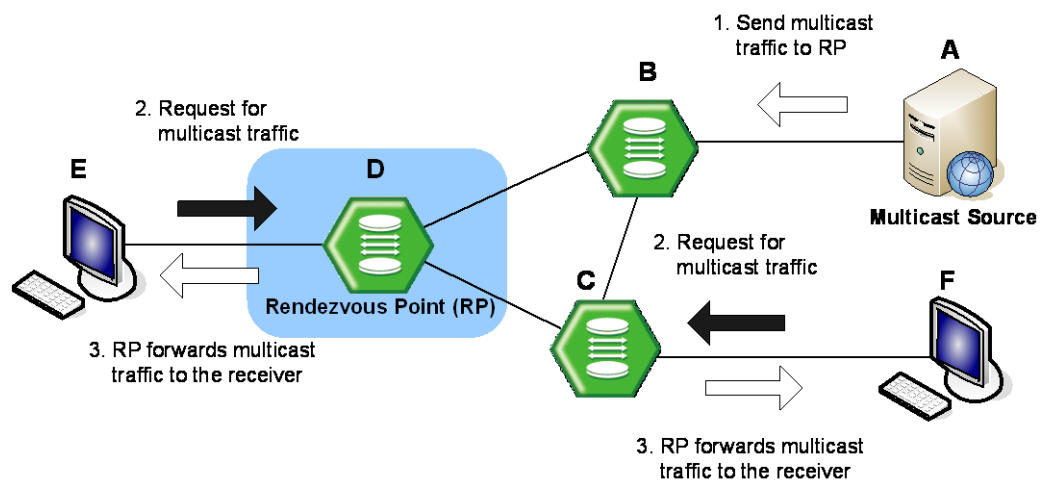 1. Send multicast
traffic to RP
A
B
2. Request for
multicast traffic
E
D
Multicast Source
2. Request for
multicast traffic
C
F
Rendezvous Point (RP)
3. RP forwards multicast
traffic to the receiver
3. RP forwards multicast
traffic to the receiver